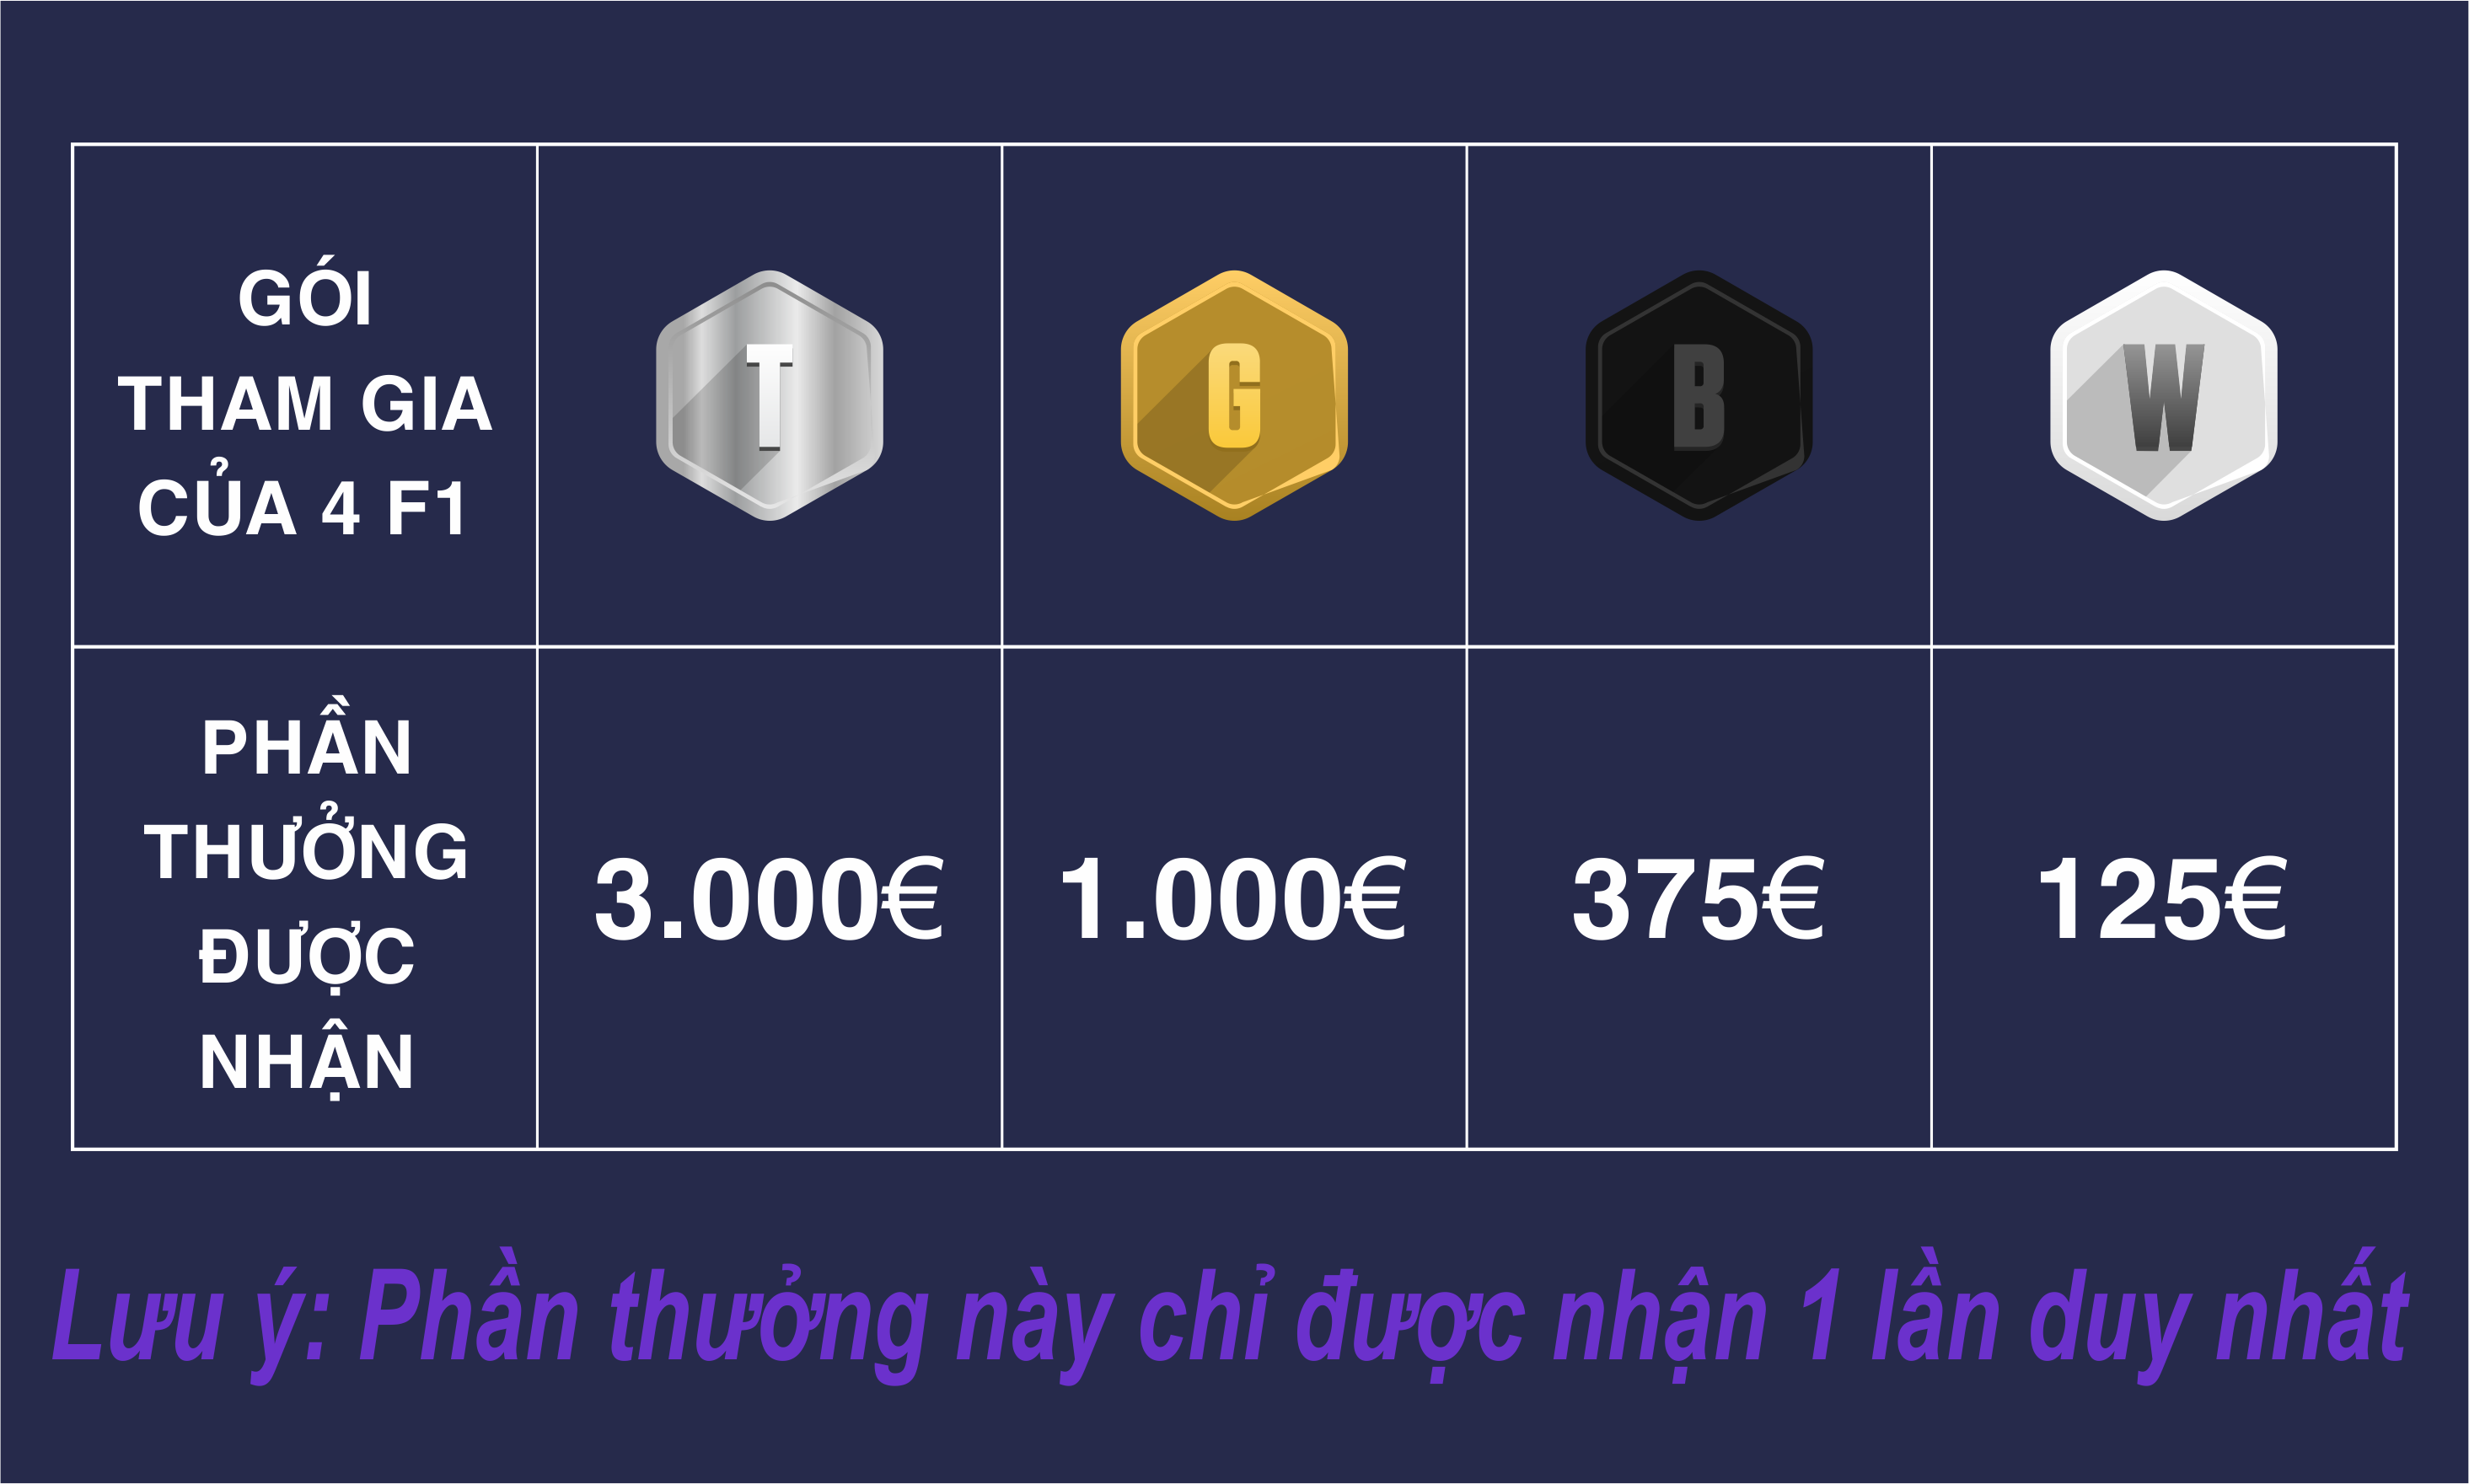 GÓI
THAM GIA
CỦA 4 F1
T
G
B
W
PHẦN
THƯỞNG
ĐƯỢC
NHẬN
3.000€
1.000€
375€
125€
Lưu ý: Phần thưởng này chỉ được nhận 1 lần duy nhất